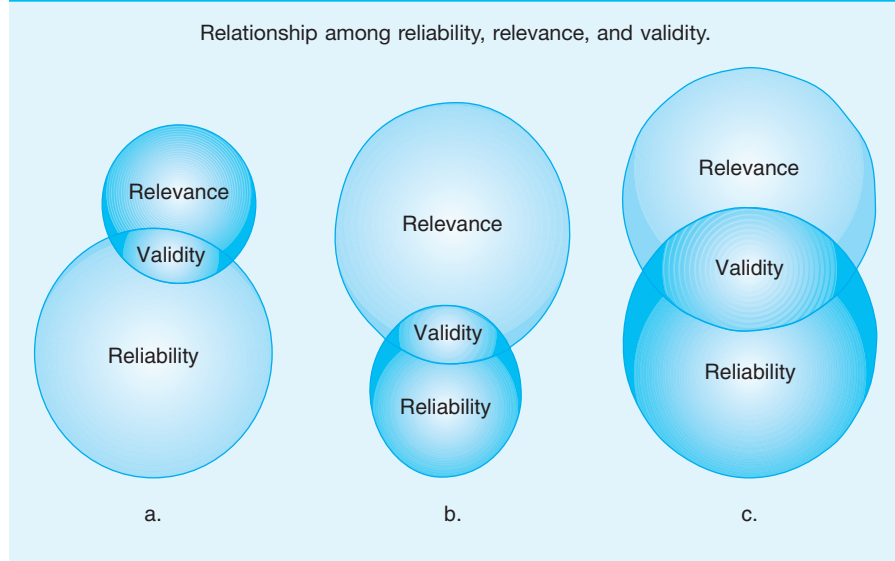 Relationship among reliability, relevance, and validity.
Relevance
Validity
Reliability
a.
Relevance
Validity
Reliability
b.
Relevance
Validity
Reliability
c.